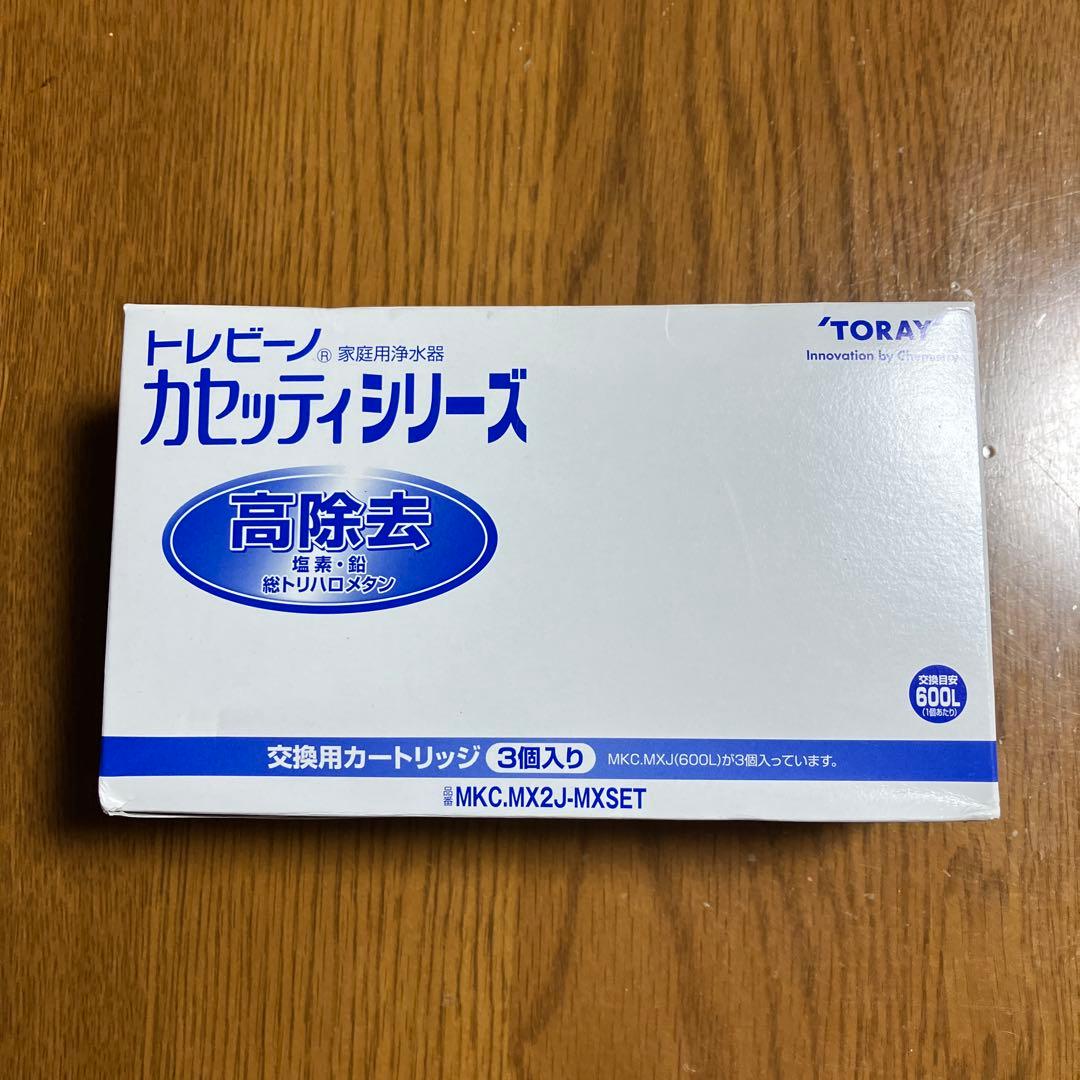 トレビーノ® 家庭用浄水器
カセッティシリーズ
'TORAY'
Innovation by Chemistry
高除去
塩素・鉛
総トリハロメタン
交換目安
600L
(1個あたり)
交換用カートリッジ 3個入り MKC.MXJ(600L)が3個入っています。
品番 MKC.MX2J-MXSET